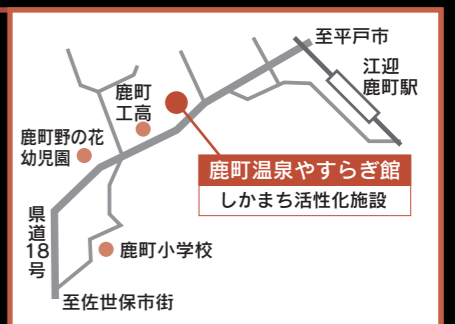 至平戸市
江迎
鹿町駅
鹿町
工高
鹿町野の花
幼児園
鹿町温泉やすらぎ館
しかまち活性化施設
県道18号
鹿町小学校
至佐世保市街